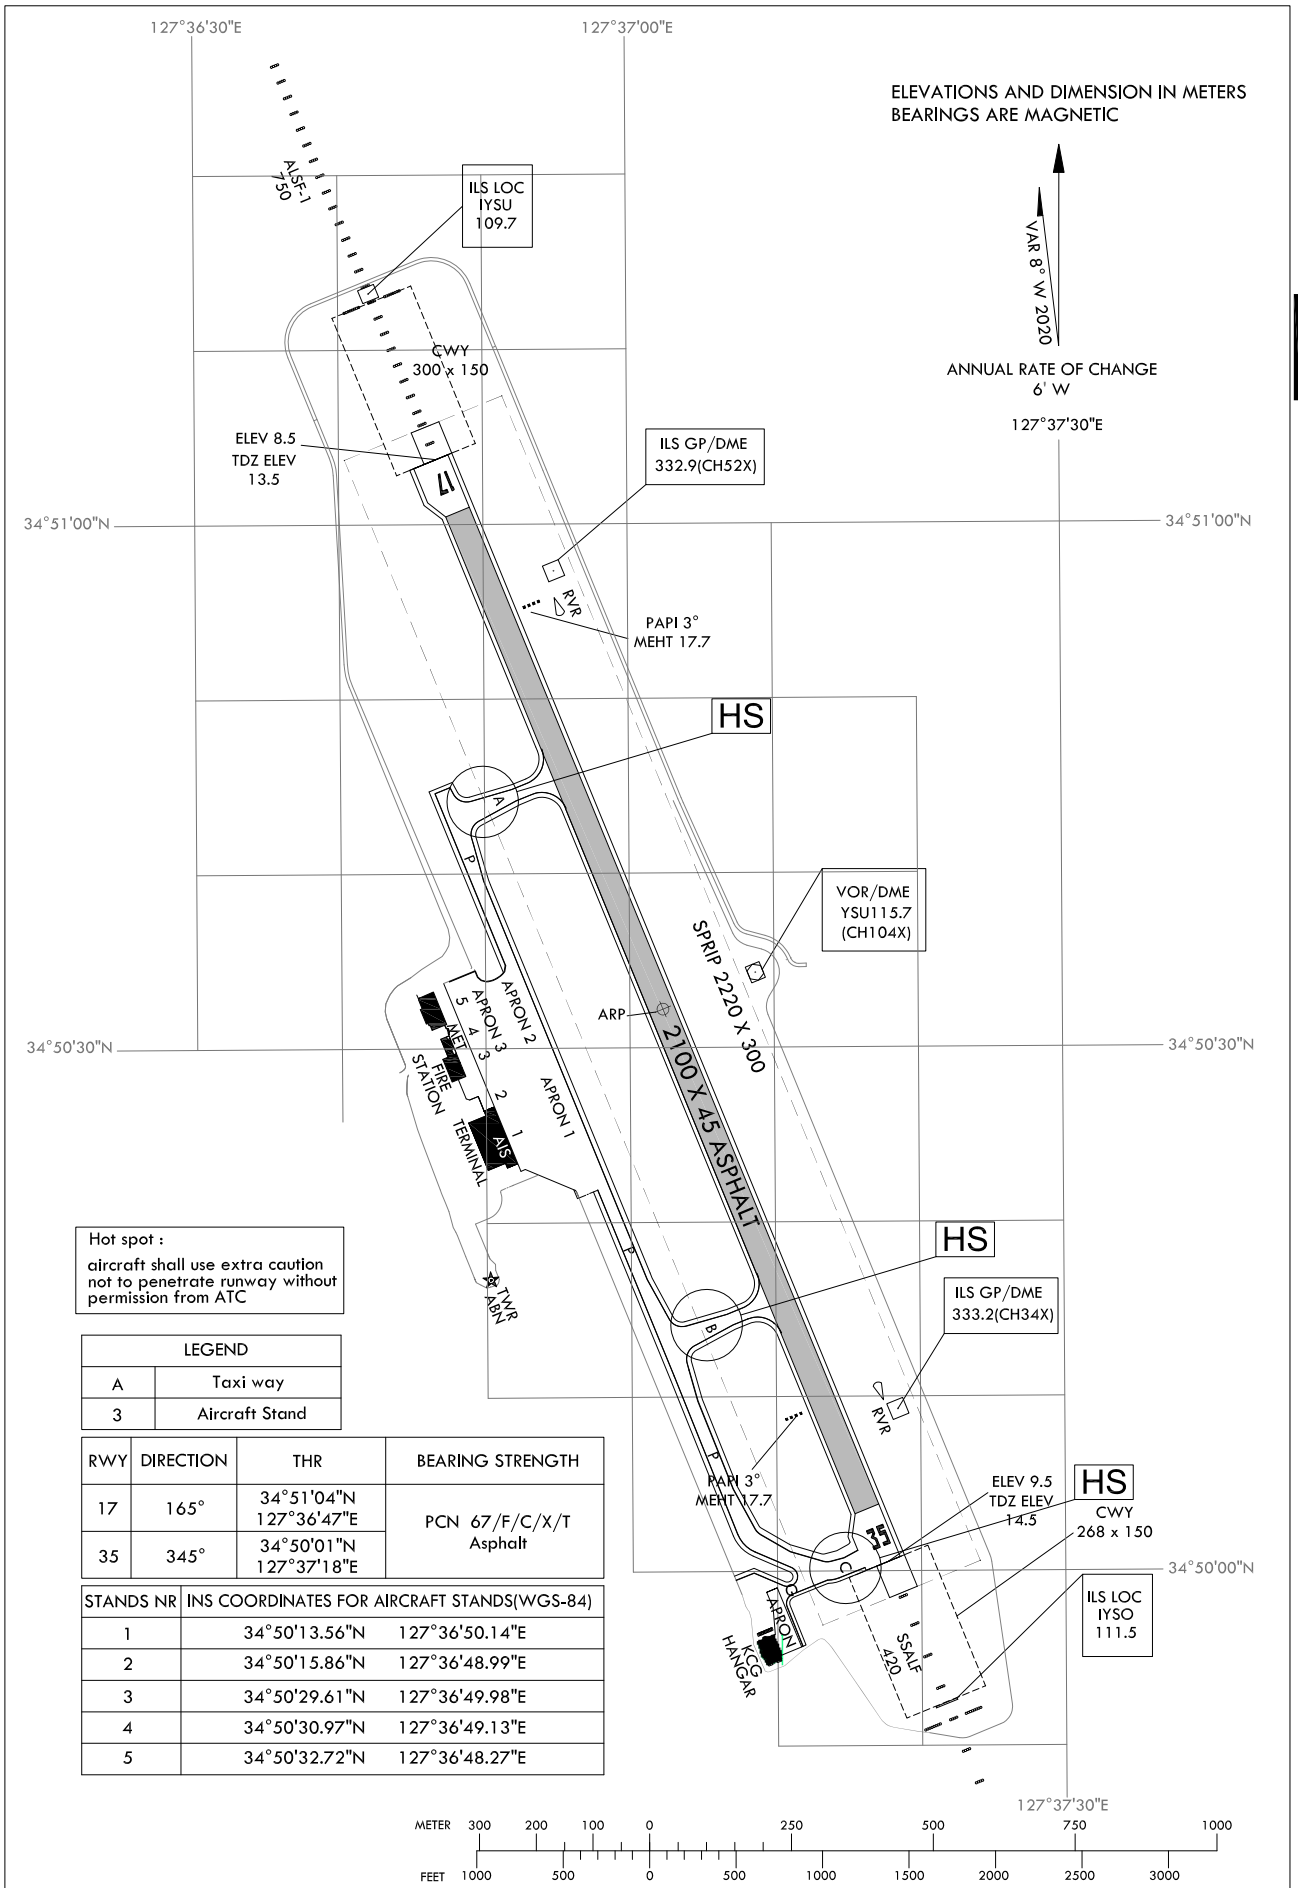 127°36'30"E
127°37'00"E
ELEVATIONS AND DIMENSION IN METERS
BEARINGS ARE MAGNETIC
ALSF-1
750
ILS LOC
IYSU
109.7
VAR 8° W 2020
ANNUAL RATE OF CHANGE
6' W
127°37'30"E
CWY
300 x 150
ELEV 8.5
TDZ ELEV
13.5
ILS GP/DME
332.9(CH52X)
17
34°51'00"N
34°51'00"N
RVR
PAPI 3°
MEHT 17.7
HS
A
P
VOR/DME
YSU115.7
(CH104X)
SPRIP 2220 X 300
ARP
2100 X 45 ASPHALT
34°50'30"N
34°50'30"N
APRON 2
APRON 3
APRON 1
5
4
3
2
1
MET
FIRE
STATION
TERMINAL
AIS
P
HS
B
TWR
ABN
ILS GP/DME
333.2(CH34X)
RVR
Hot spot :
aircraft shall use extra caution
not to penetrate runway without
permission from ATC
LEGEND
A Taxi way
3 Aircraft Stand
P
PAPI 3°
MEHT 17.7
ELEV 9.5
TDZ ELEV
14.5
HS
CWY
268 x 150
35
C
G
34°50'00"N
APRON
KCG
HANGAR
SSALF
420
ILS LOC
IYSO
111.5
RWY DIRECTION THR BEARING STRENGTH
17 165° 34°51'04"N
127°36'47"E
35 345° 34°50'01"N
127°37'18"E
PCN 67/F/C/X/T
Asphalt
STANDS NR INS COORDINATES FOR AIRCRAFT STANDS(WGS-84)
1 34°50'13.56"N 127°36'50.14"E
2 34°50'15.86"N 127°36'48.99"E
3 34°50'29.61"N 127°36'49.98"E
4 34°50'30.97"N 127°36'49.13"E
5 34°50'32.72"N 127°36'48.27"E
127°37'30"E
METER 300 200 100 0 250 500 750 1000
FEET 1000 500 0 500 1000 1500 2000 2500 3000